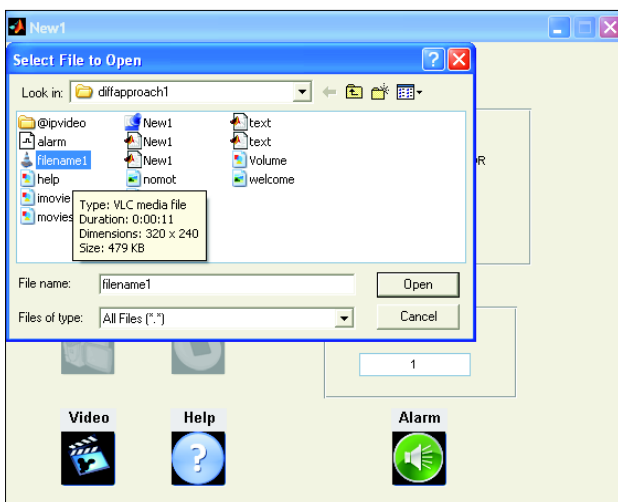 New1
Select File to Open
Look in: diffapproach1
@ipvideo
alarm
filename1
help
imovie
movies
New1
New1
New1
nomot
text
text
Volume
welcome
Type: VLC media file
Duration: 0:00:11
Dimensions: 320 x 240
Size: 479 KB
R
File name: filename1 Open
Files of type: All Files (*.*) Cancel
1
Video Help Alarm
?